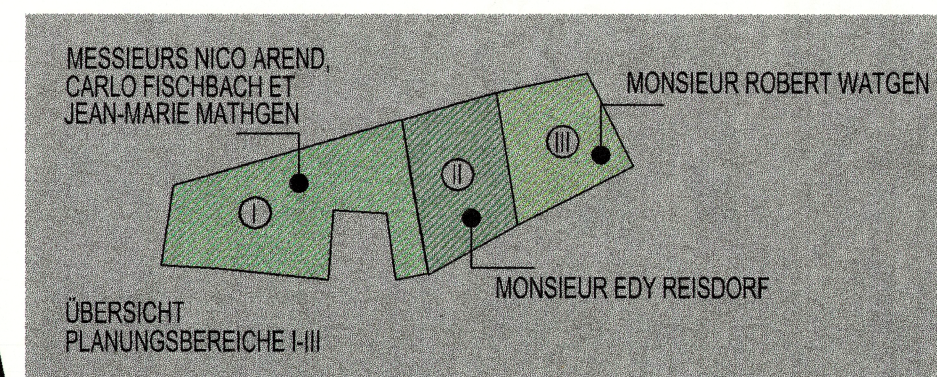 MESSIEURS NICO AREND,
CARLO FISCHBACH ET
JEAN-MARIE MATHGEN
MONSIEUR ROBERT WATGEN
I
II
III
MONSIEUR EDY REISDORF
ÜBERSICHT
PLANUNGSBEREICHE I-III